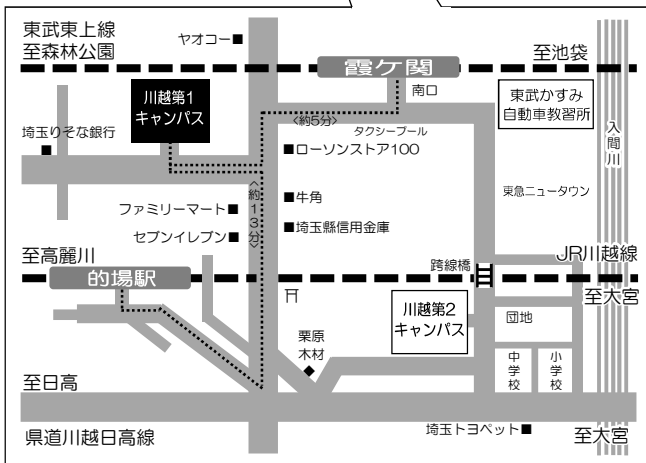 東武東上線
至森林公園
ヤオコー■
霞ケ関
至池袋
川越第1
キャンパス
南口
東武かすみ
自動車教習所
〈約5分〉
タクシープール
埼玉りそな銀行
■
■ローソンストア100
入間川
東急ニュータウン
〈約13分〉
ファミリーマート■
■牛角
セブンイレブン■
■埼玉縣信用金庫
至高麗川
跨線橋
JR川越線
的場駅
至大宮
川越第2
キャンパス
団地
栗原
木材
◆
中学校
小学校
至日高
県道川越日高線
埼玉トヨペット■
至大宮